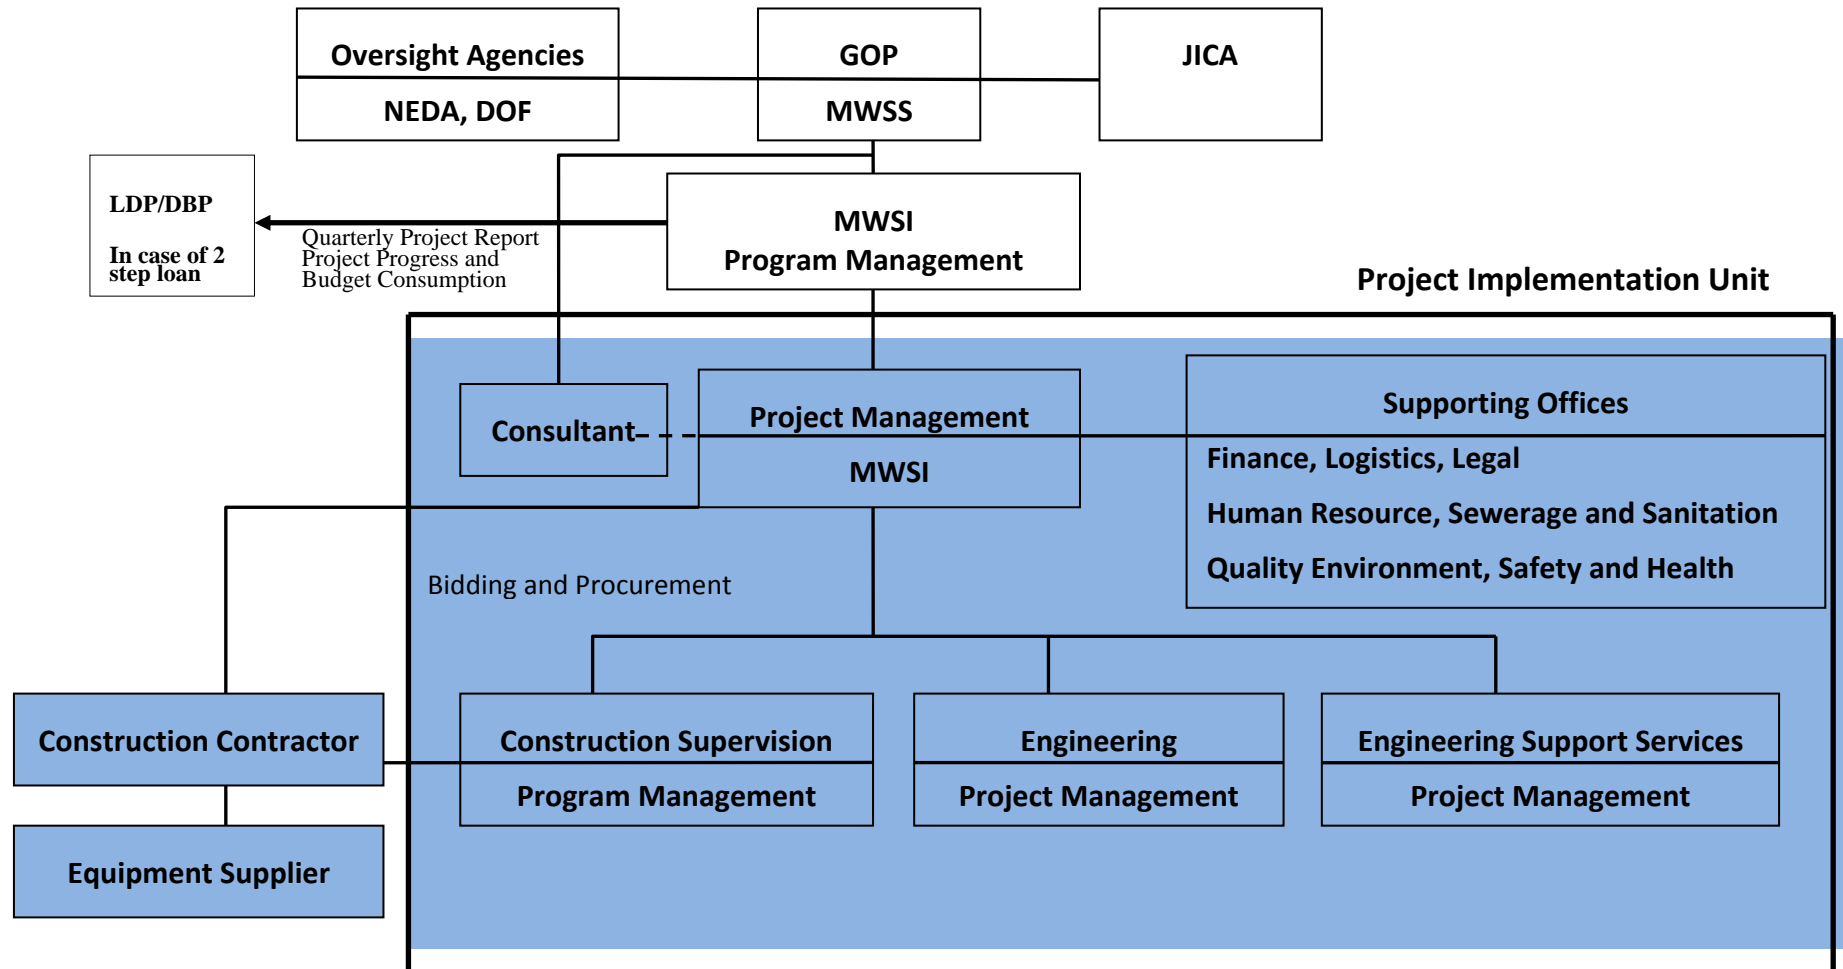 Oversight Agencies
NEDA, DOF
GOP
MWSS
JICA
LDP/DBP
In case of 2
step loan
Quarterly Project Report
Project Progress and
Budget Consumption
MWSI
Program Management
Project Implementation Unit
Consultant
Project Management
MWSI
Supporting Offices
Finance, Logistics, Legal
Human Resource, Sewerage and Sanitation
Quality Environment, Safety and Health
Bidding and Procurement
Construction Contractor
Construction Supervision
Program Management
Engineering
Project Management
Engineering Support Services
Project Management
Equipment Supplier